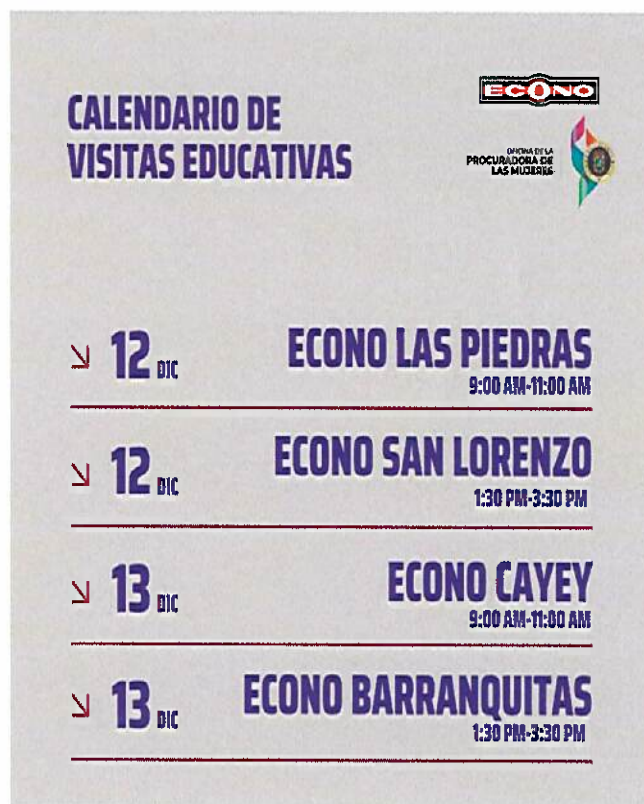 CALENDARIO DE
VISITAS EDUCATIVAS
ECONO
OFICINA DE LA
PROCURADORA DE
LAS MUJERES
12 DIC
ECONO LAS PIEDRAS
9:00 AM-11:00 AM
12 DIC
ECONO SAN LORENZO
1:30 PM-3:30 PM
13 DIC
ECONO CAYEY
9:00 AM-11:00 AM
13 DIC
ECONO BARRANQUITAS
1:30 PM-3:30 PM